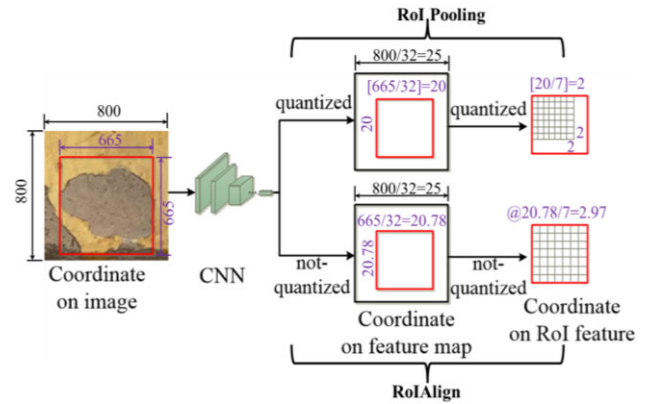 RoI Pooling
800/32=25
[665/32]=20
20
quantized
quantized
[20/7]=2
2
2
800
665
800
665
Coordinate
on image
CNN
800/32=25
665/32=20.78
20.78
not-
quantized
not-
quantized
@20.78/7=2.97
Coordinate
on feature map
Coordinate
on RoI feature
RoIAlign